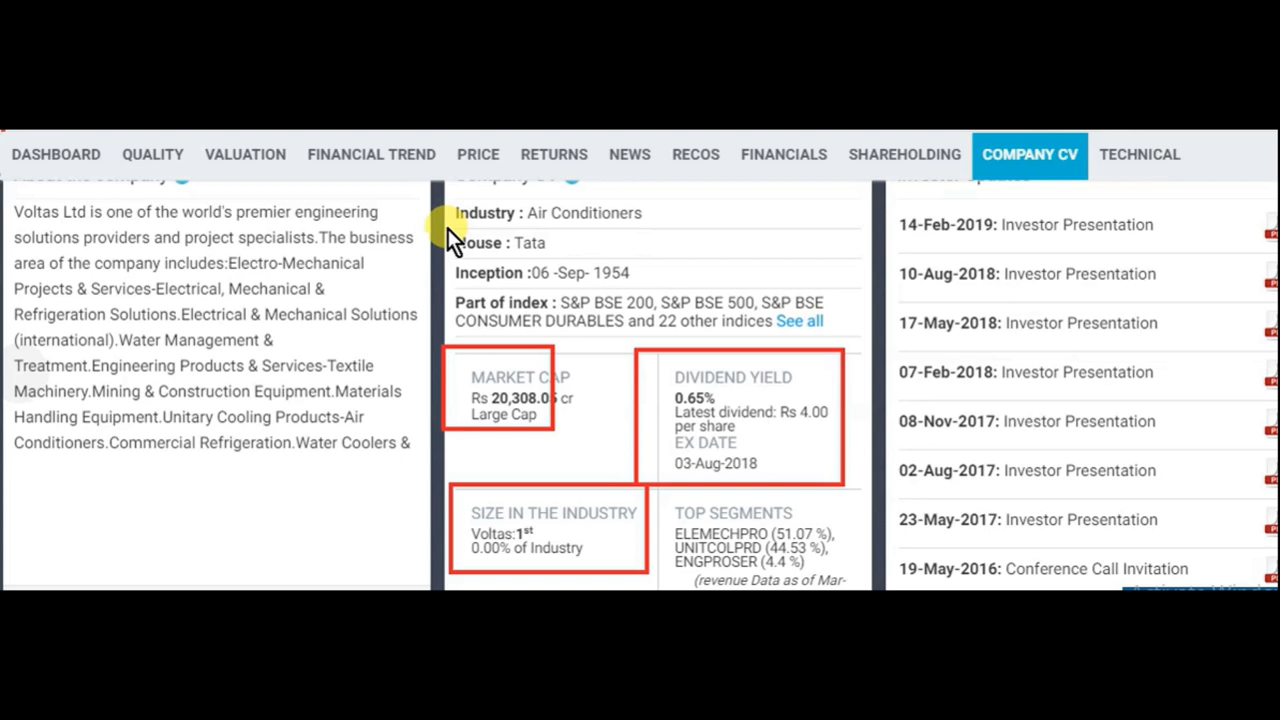 DASHBOARD QUALITY VALUATION FINANCIAL TREND PRICE RETURNS NEWS RECOS FINANCIALS SHAREHOLDING COMPANY CV TECHNICAL
Voltas Ltd is one of the world's premier engineering
solutions providers and project specialists.The business
area of the company includes:Electro-Mechanical
Projects & Services-Electrical, Mechanical &
Refrigeration Solutions.Electrical & Mechanical Solutions
(international).Water Management &
Treatment.Engineering Products & Services-Textile
Machinery.Mining & Construction Equipment.Materials
Handling Equipment.Unitary Cooling Products-Air
Conditioners.Commercial Refrigeration.Water Coolers &
Company CV
Industry : Air Conditioners
House : Tata
Inception :06 -Sep- 1954
Part of index : S&P BSE 200, S&P BSE 500, S&P BSE
CONSUMER DURABLES and 22 other indices See all
MARKET CAP
Rs 20,308.05 cr
Large Cap
DIVIDEND YIELD
0.65%
Latest dividend: Rs 4.00
per share
EX DATE
03-Aug-2018
SIZE IN THE INDUSTRY
Voltas:1st
0.00% of Industry
TOP SEGMENTS
ELEMECHPRO (51.07 %),
UNITCOLPRD (44.53 %),
ENGPROSER (4.4 %)
(revenue Data as of Mar-
14-Feb-2019: Investor Presentation
10-Aug-2018: Investor Presentation
17-May-2018: Investor Presentation
07-Feb-2018: Investor Presentation
08-Nov-2017: Investor Presentation
02-Aug-2017: Investor Presentation
23-May-2017: Investor Presentation
19-May-2016: Conference Call Invitation